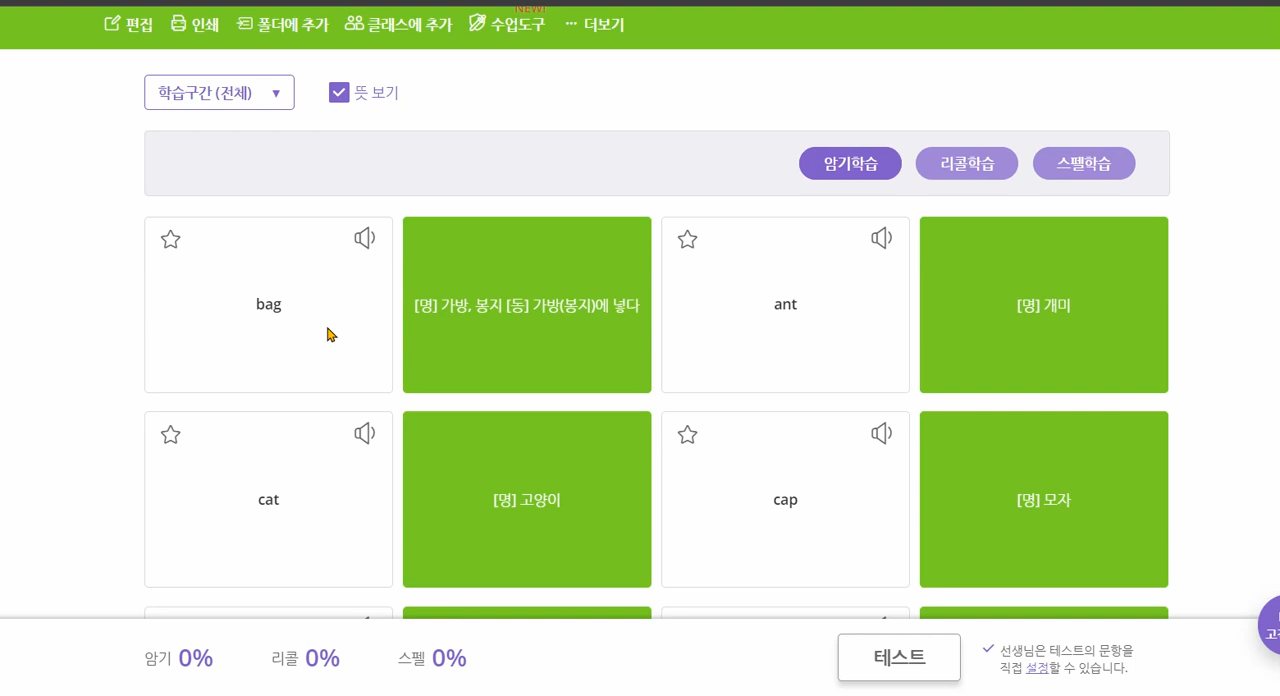 NEW!
편집 인쇄 폴더에 추가 클래스에 추가 수업도구 ··· 더보기
학습구간 (전체) ▼ 뜻 보기
암기학습 리콜학습 스펠학습
bag [명] 가방, 봉지 [동] 가방(봉지)에 넣다 ant [명] 개미
cat [명] 고양이 cap [명] 모자
암기 0% 리콜 0% 스펠 0% 테스트
선생님은 테스트의 문항을
직접 설정할 수 있습니다.